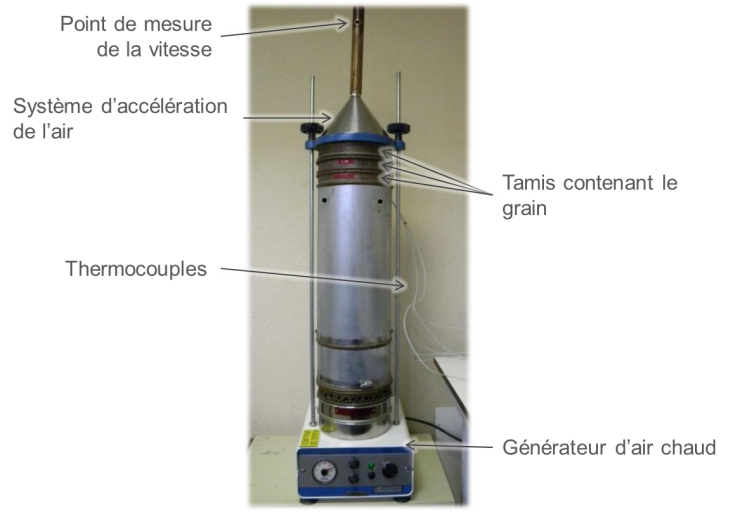 Point de mesure
de la vitesse
Système d'accélération
de l'air
Tamis contenant le
grain
Thermocouples
Générateur d'air chaud